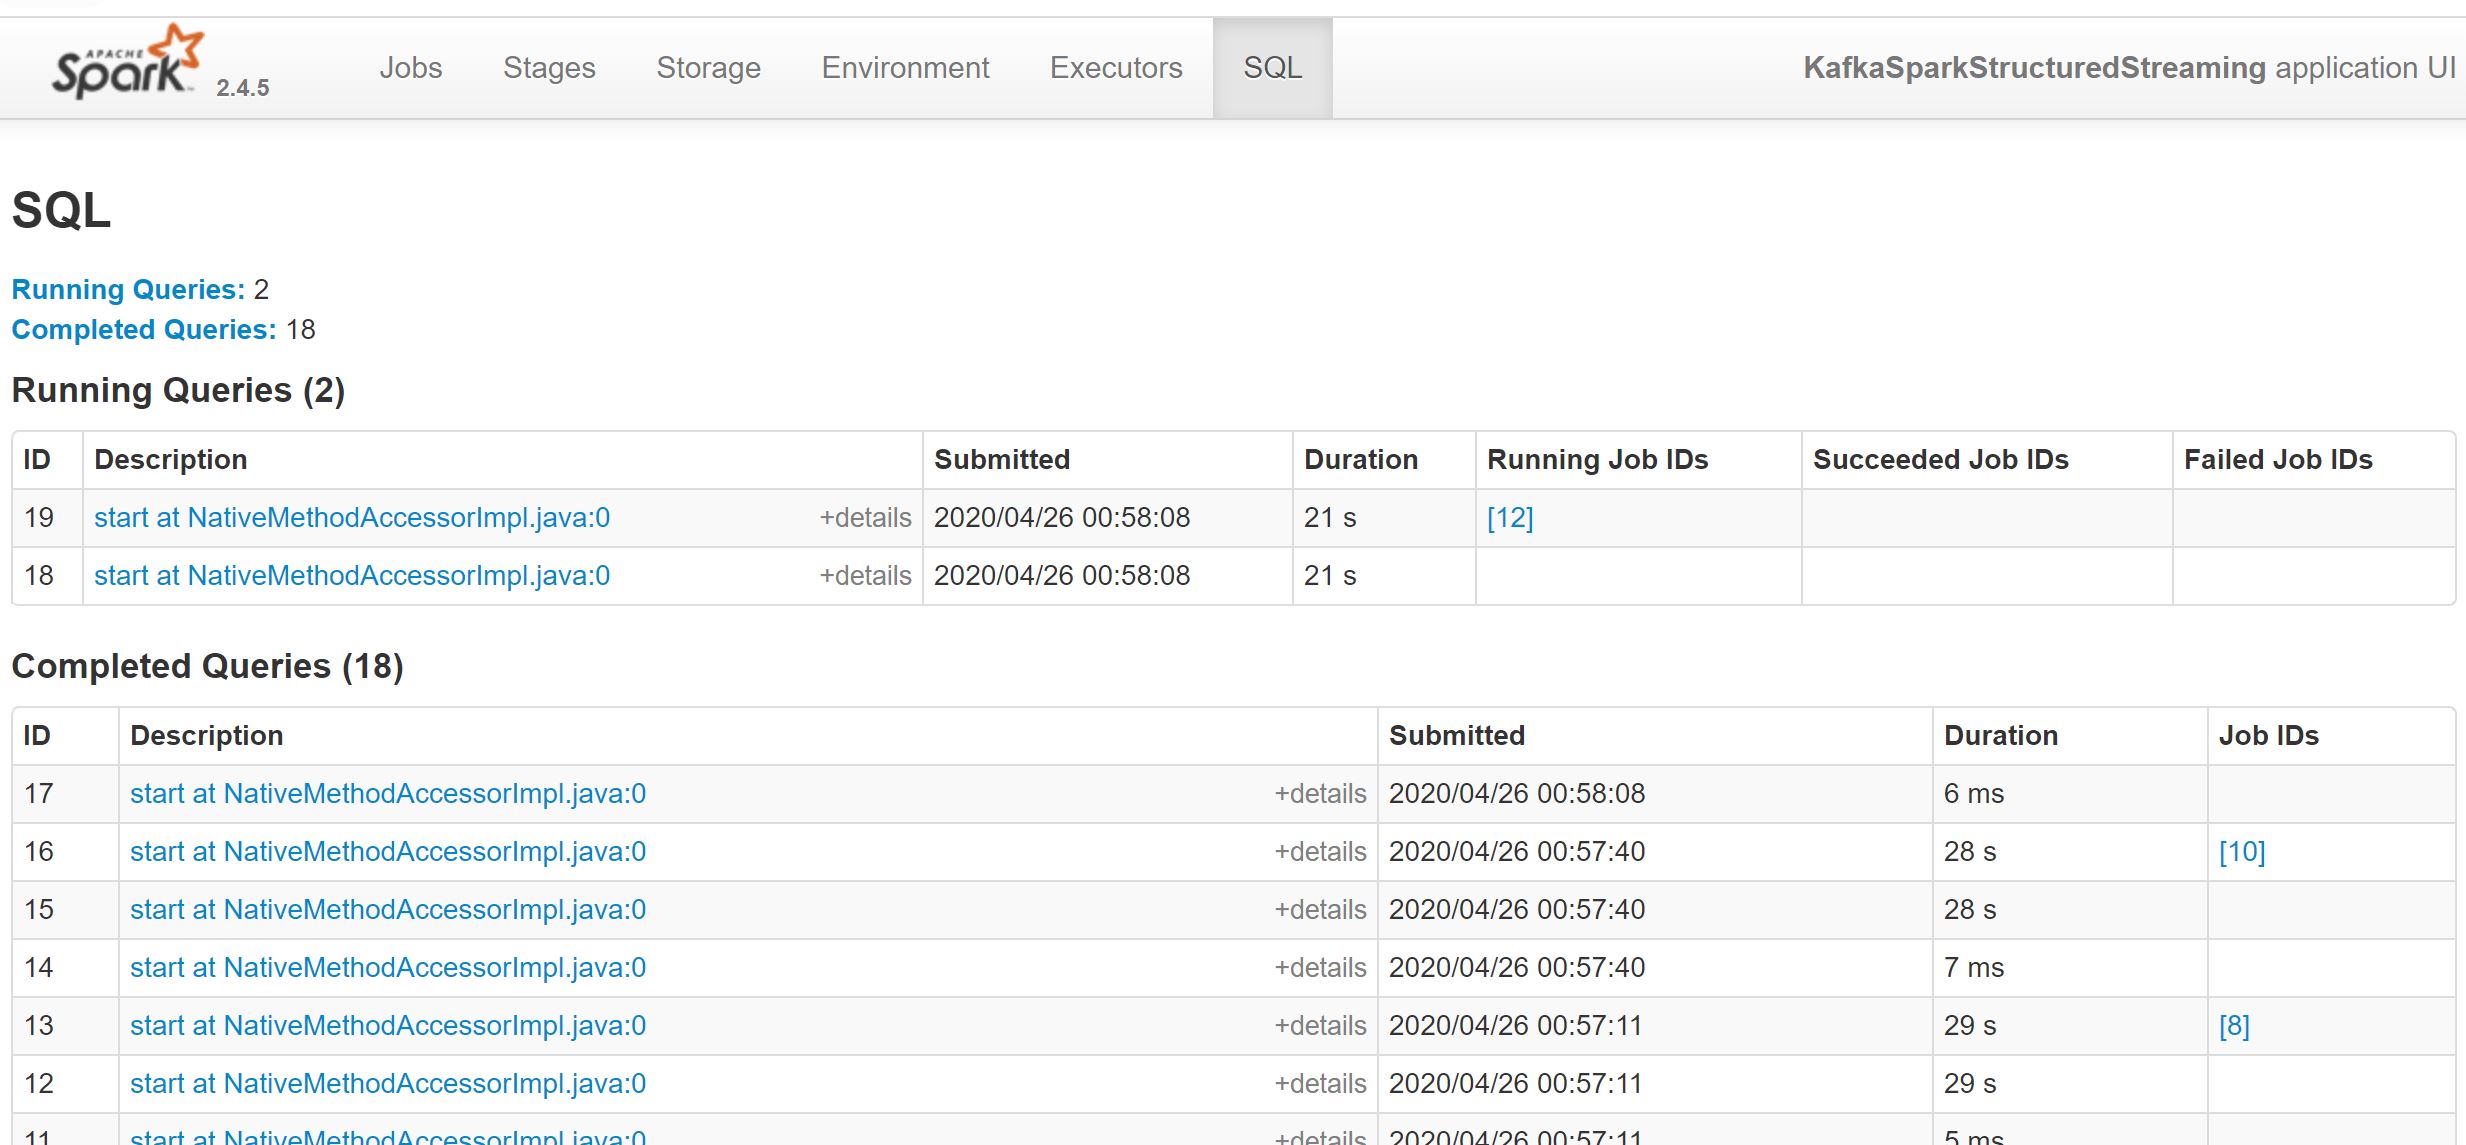 APACHE Spark 2.4.5 Jobs Stages Storage Environment Executors SQL KafkaSparkStructuredStreaming application UI
SQL
Running Queries: 2
Completed Queries: 18
Running Queries (2)
ID Description Submitted Duration Running Job IDs Succeeded Job IDs Failed Job IDs
19 start at NativeMethodAccessorImpl.java:0 +details 2020/04/26 00:58:08 21 s [12]
18 start at NativeMethodAccessorImpl.java:0 +details 2020/04/26 00:58:08 21 s
Completed Queries (18)
ID Description Submitted Duration Job IDs
17 start at NativeMethodAccessorImpl.java:0 +details 2020/04/26 00:58:08 6 ms
16 start at NativeMethodAccessorImpl.java:0 +details 2020/04/26 00:57:40 28 s [10]
15 start at NativeMethodAccessorImpl.java:0 +details 2020/04/26 00:57:40 28 s
14 start at NativeMethodAccessorImpl.java:0 +details 2020/04/26 00:57:40 7 ms
13 start at NativeMethodAccessorImpl.java:0 +details 2020/04/26 00:57:11 29 s [8]
12 start at NativeMethodAccessorImpl.java:0 +details 2020/04/26 00:57:11 29 s
11 start at NativeMethodAccessorImpl.java:0 +details 2020/04/26 00:57:11 5 ms